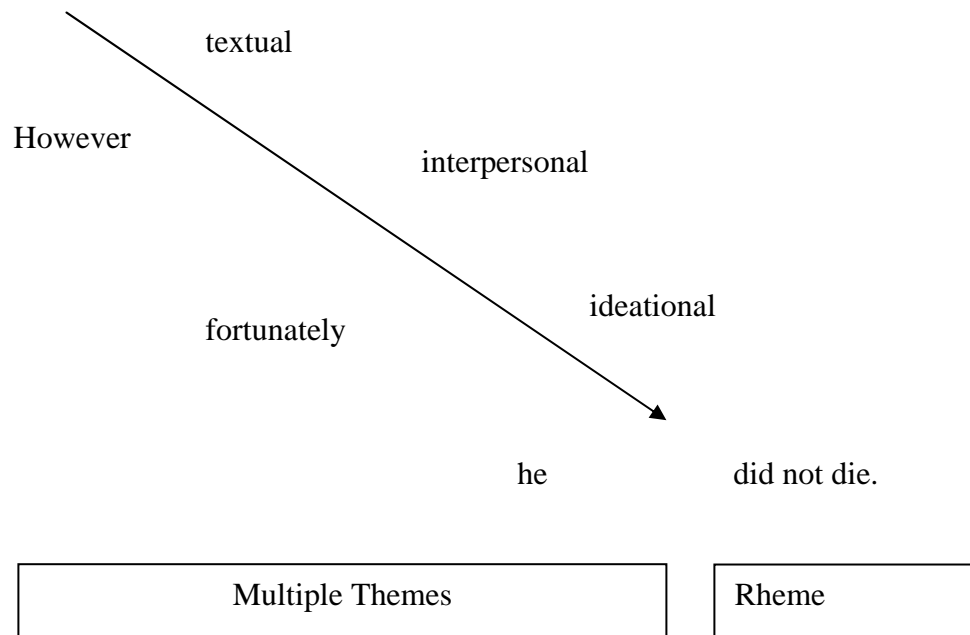 textual
However
interpersonal
ideational
fortunately
he did not die.
Multiple Themes Rheme